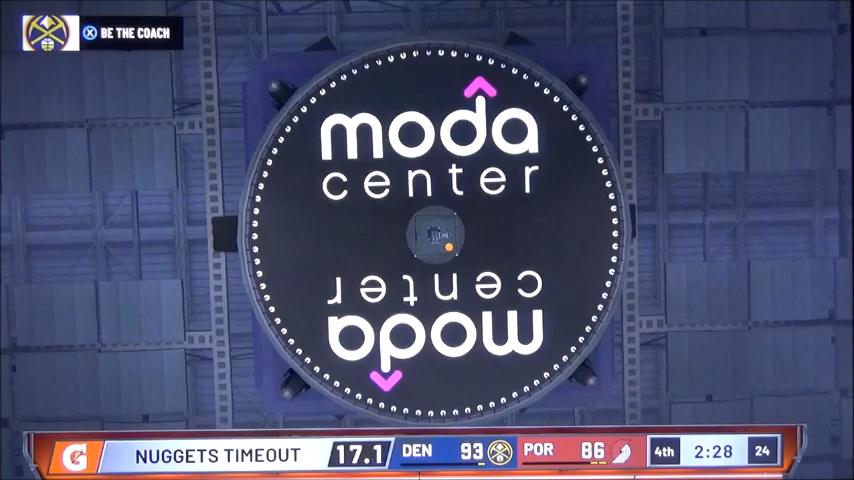 BE THE COACH
moda
center
center
moda
G NUGGETS TIMEOUT 17.1 DEN 93 POR 86 4th 2:28 24